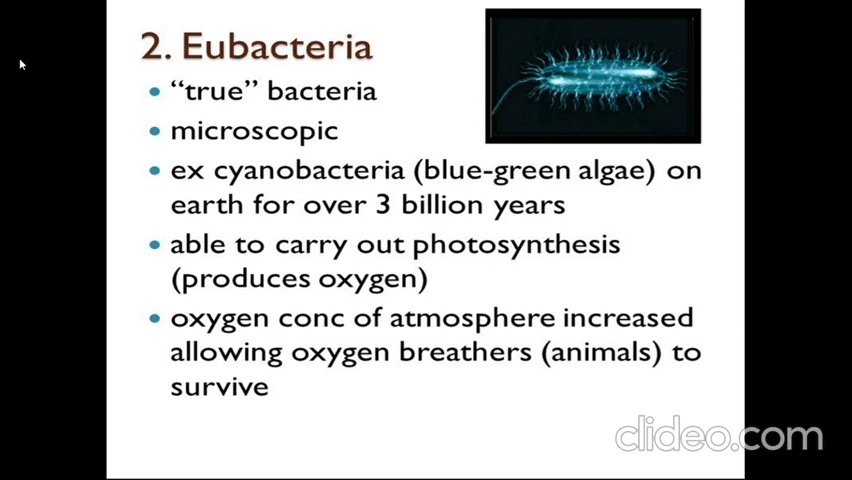 2. Eubacteria
• “true” bacteria
• microscopic
• ex cyanobacteria (blue-green algae) on
earth for over 3 billion years
• able to carry out photosynthesis
(produces oxygen)
• oxygen conc of atmosphere increased
allowing oxygen breathers (animals) to
survive
clideo.com